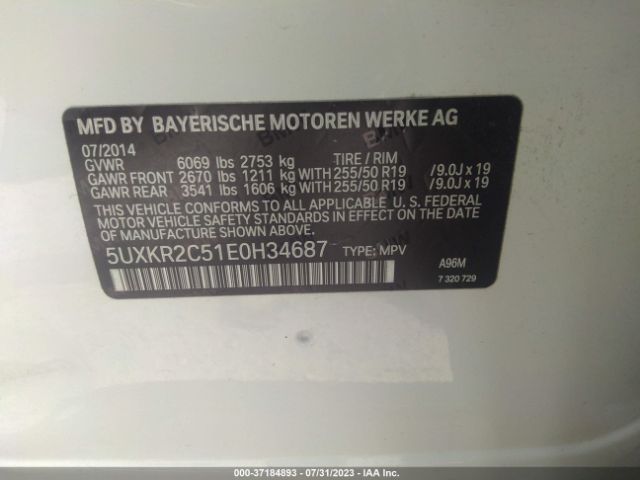 MFD BY BAYERISCHE MOTOREN WERKE AG
07/2014
GVWR 6069 lbs 2753 kg TIRE / RIM
GAWR FRONT 2670 lbs 1211 kg WITH 255/50 R19 /9.0J x 19
GAWR REAR 3541 lbs 1606 kg WITH 255/50 R19 /9.0J x 19
THIS VEHICLE CONFORMS TO ALL APPLICABLE U. S. FEDERAL
MOTOR VEHICLE SAFETY STANDARDS IN EFFECT ON THE DATE
OF MANUFACTURE SHOWN ABOVE.
5UXKR2C51E0H34687 TYPE: MPV
A96M
7 320 729
000-37184893 - 07/31/2023 - IAA Inc.